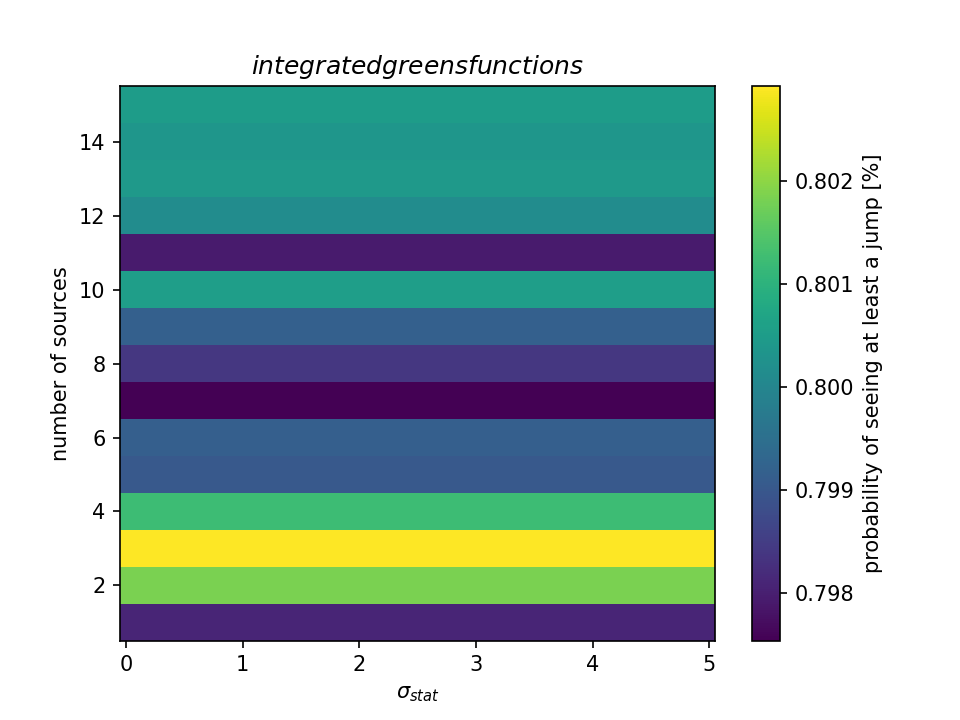 integratedgreensfunctions
14
12
10
8
6
4
2
number of sources
0 1 2 3 4 5
σstat
0.802
0.801
0.800
0.799
0.798
probability of seeing at least a jump [%]